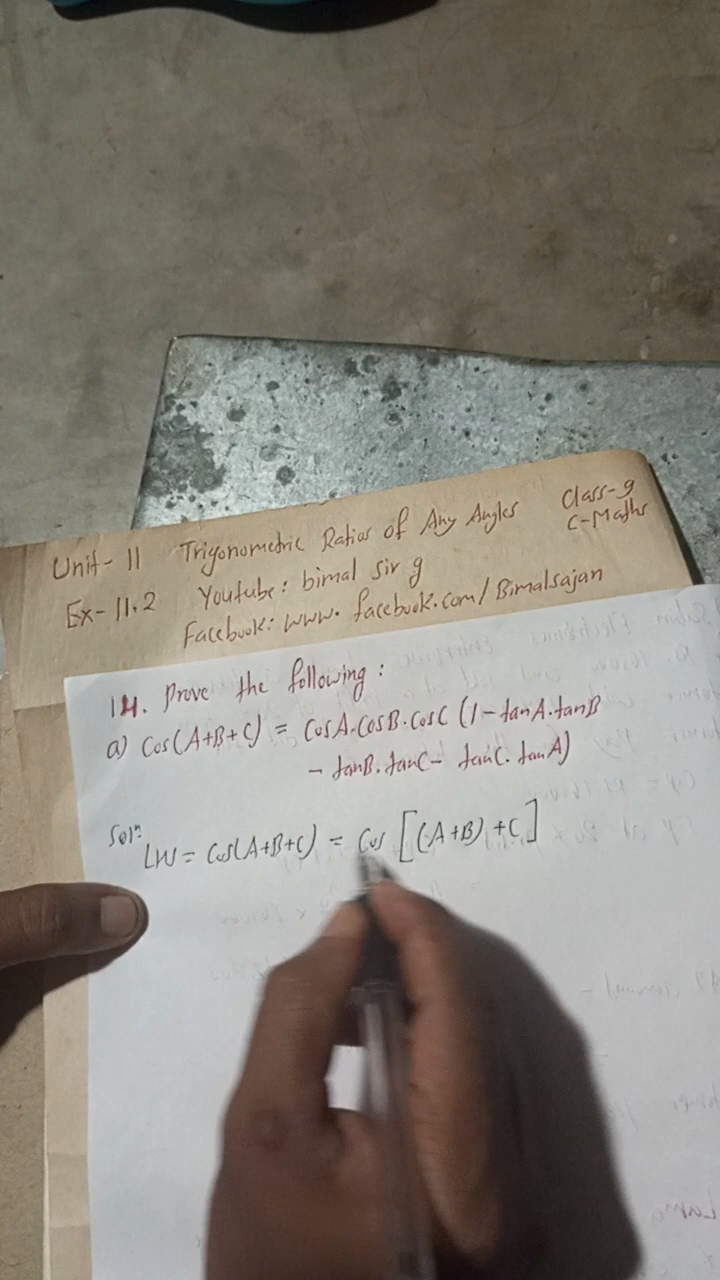 Unit- 11 Trigonometric Ratios of Any Angles Class-9
C-Maths
Ex-11.2 Youtube: bimal sir g
Facebook: www. facebook.com/Bimalsajan
14. Prove the following:
a) Cos(A+B+C) = CosA.CosB.CosC (1-tanA.tanB
- tanB.tanC- tanC.tanA)
Soln
LHS = Cos(A+B+C) = Cos [(A+B)+C]